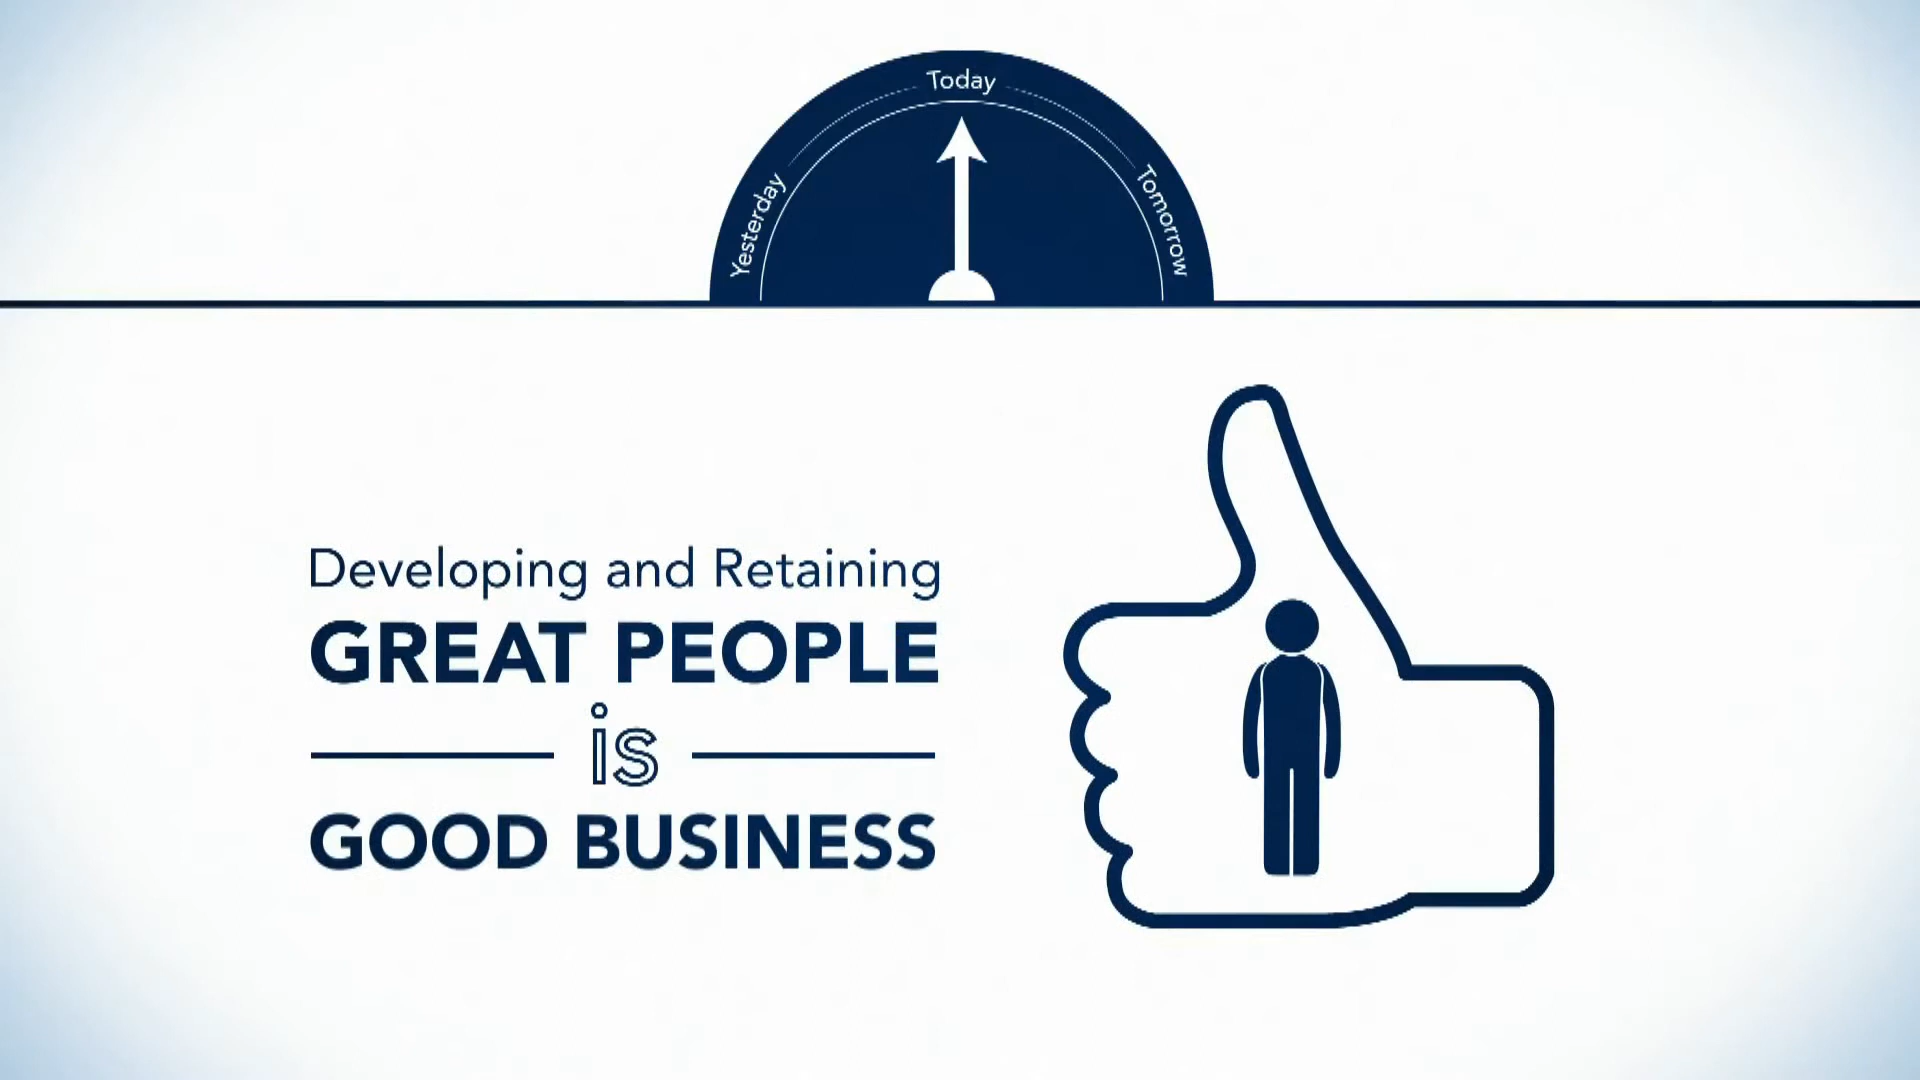 Today
Yesterday
Tomorrow
Developing and Retaining
GREAT PEOPLE
is
GOOD BUSINESS